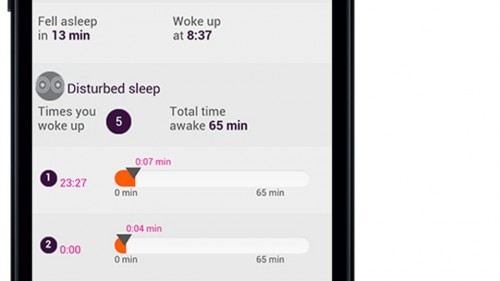 Fell asleep
in 13 min
Woke up
at 8:37
Disturbed sleep
Times you
woke up
5
Total time
awake 65 min
1
23:27
0:07 min
0 min
65 min
2
0:00
0:04 min
0 min
65 min